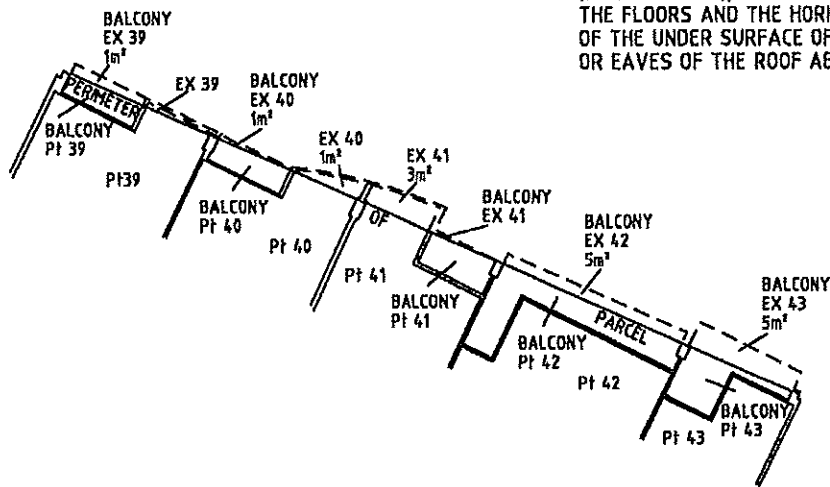 THE FLOORS AND THE
OF THE UNDER SURFACE OF
OR EAVES OF THE ROOF
BALCONY
EX 39
1m²
EX 39
BALCONY
EX 40
1m²
PERIMETER
BALCONY
Pt 39
Pt39
EX 40
1m²
EX 41
3m²
BALCONY
Pt 40
Pt 40
OF
BALCONY
EX 41
Pt 41
BALCONY
Pt 41
BALCONY
EX 42
5m²
BALCONY
EX 43
5m²
PARCEL
BALCONY
Pt 42
Pt 42
BALCONY
Pt 43
Pt 43